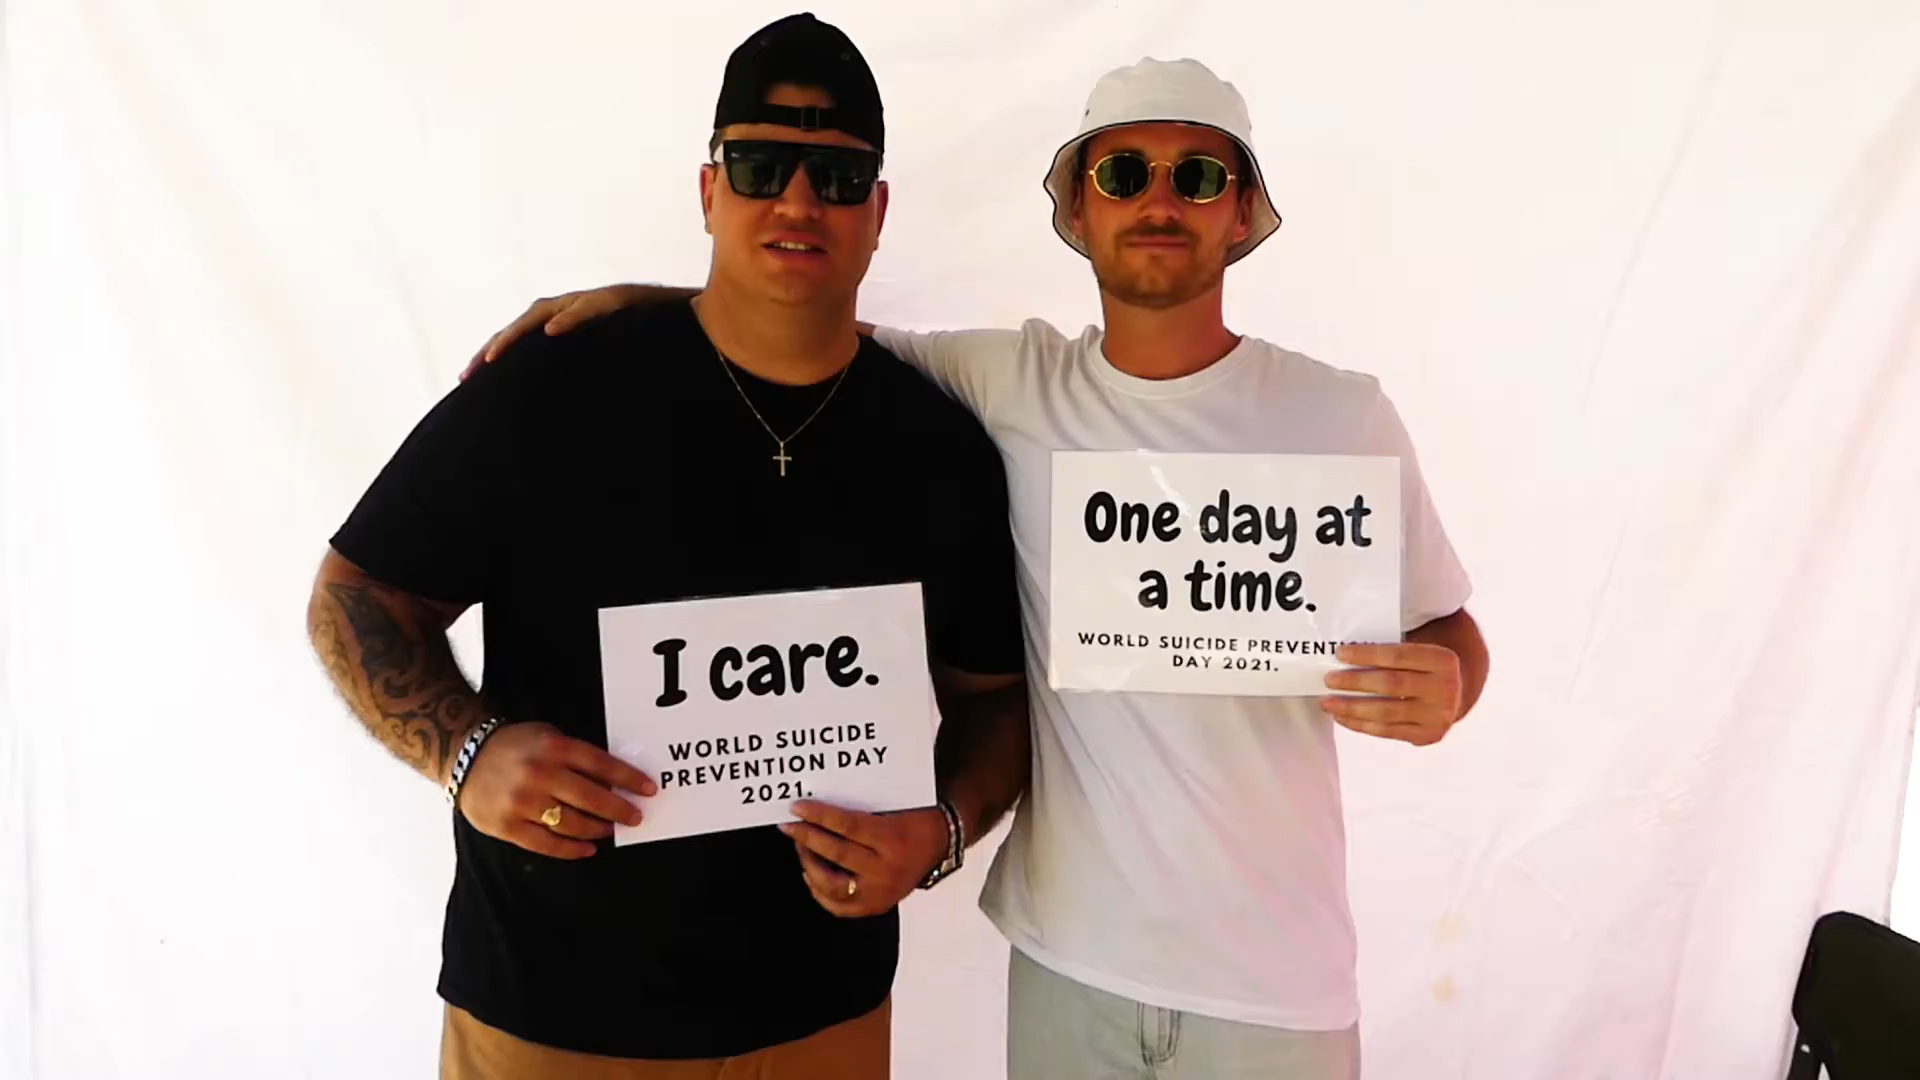 I care.
WORLD SUICIDE
PREVENTION DAY
2021.
One day at
a time.
WORLD SUICIDE
DAY 2021.